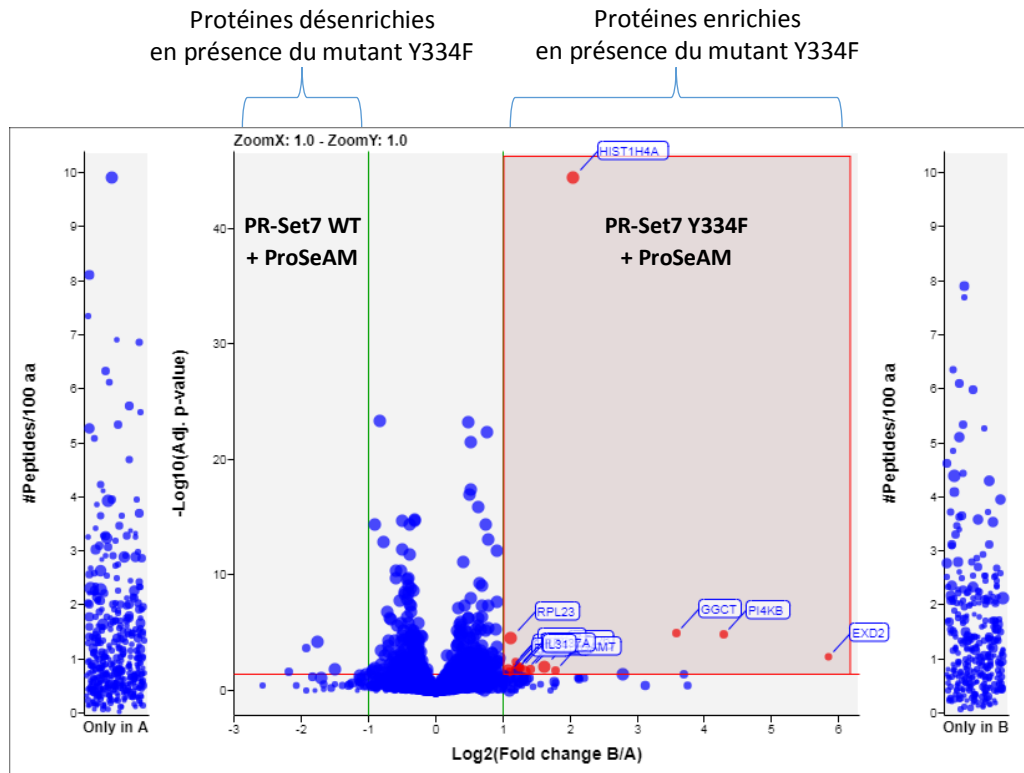 Protéines désenrichies
en présence du mutant Y334F
Protéines enrichies
en présence du mutant Y334F
ZoomX: 1.0 - ZoomY: 1.0
HIST1H4A
PR-Set7 WT
+ ProSeAM
PR-Set7 Y334F
+ ProSeAM
#Peptides/100 aa
10
9
8
7
6
5
4
3
2
1
0
Only in A
-Log10(Adj. p-value)
40
30
20
10
0
RPL23
GGCT
PI4KB
EXD2
-3
-2
-1
0
1
2
3
4
5
6
Log2(Fold change B/A)
#Peptides/100 aa
10
9
8
7
6
5
4
3
2
1
0
Only in B